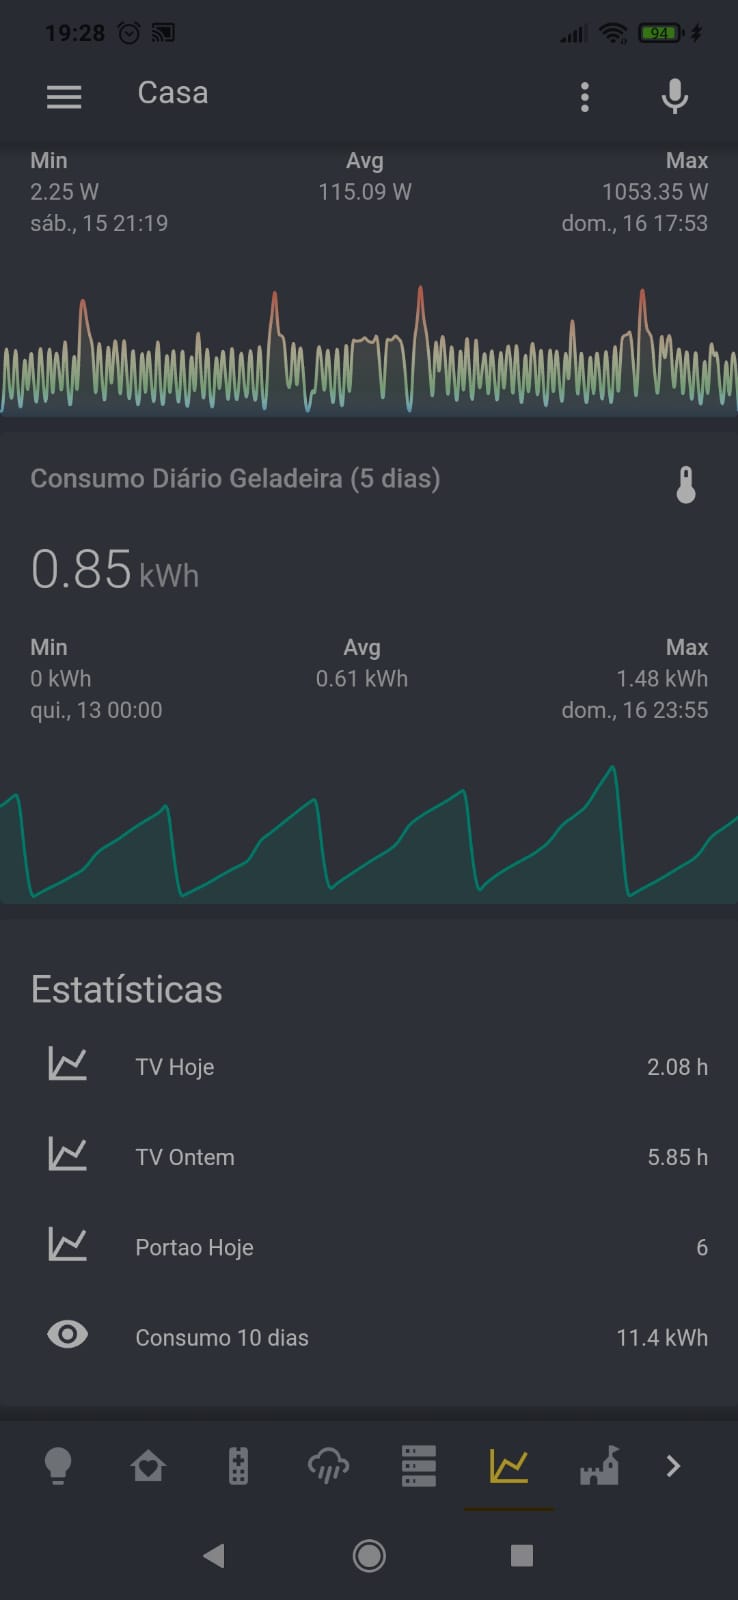 19:28 94
Casa
Min Avg Max
2.25 W 115.09 W 1053.35 W
sáb., 15 21:19 dom., 16 17:53
Consumo Diário Geladeira (5 dias)
0.85 kWh
Min Avg Max
0 kWh 0.61 kWh 1.48 kWh
qui., 13 00:00 dom., 16 23:55
Estatísticas
TV Hoje 2.08 h
TV Ontem 5.85 h
Portao Hoje 6
Consumo 10 dias 11.4 kWh